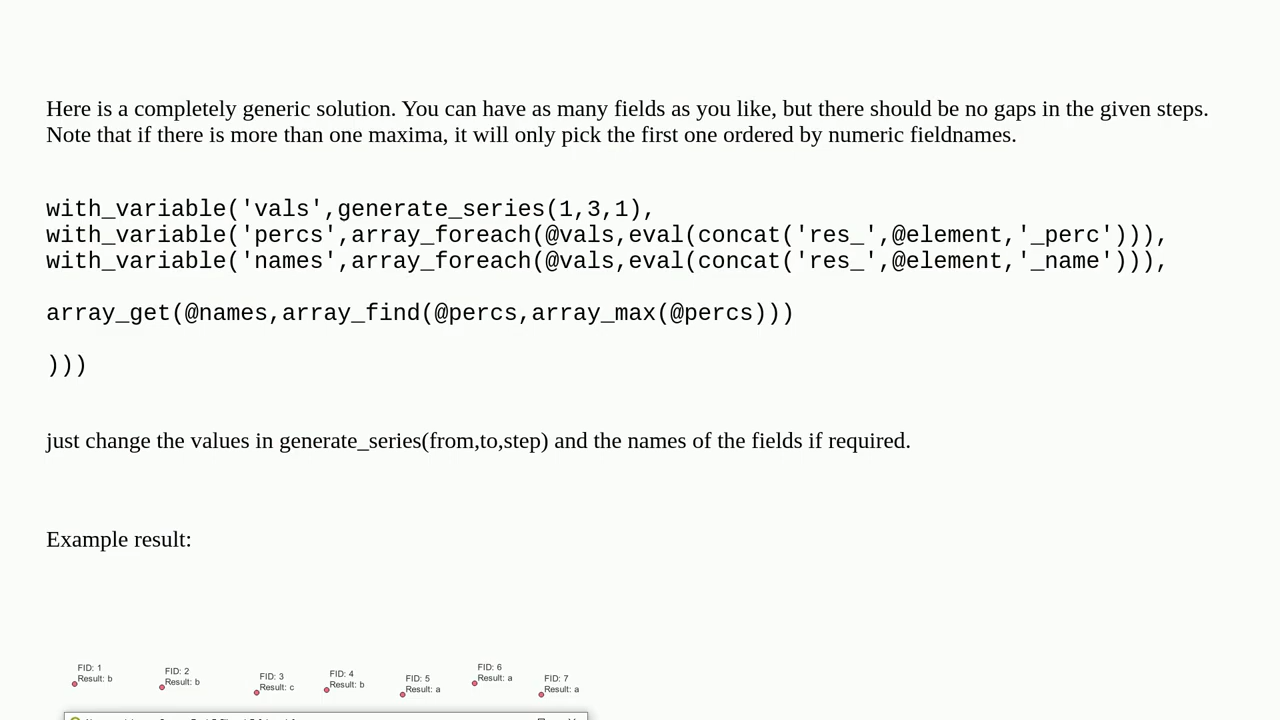 Here is a completely generic solution. You can have as many fields as you like, but there should be no gaps in the given steps.
Note that if there is more than one maxima, it will only pick the first one ordered by numeric fieldnames.
with_variable('vals',generate_series(1,3,1),
with_variable('percs',array_foreach(@vals,eval(concat('res_',@element,'_perc'))),
with_variable('names',array_foreach(@vals,eval(concat('res_',@element,'_name'))),
array_get(@names,array_find(@percs,array_max(@percs)))
)))
just change the values in generate_series(from,to,step) and the names of the fields if required.
Example result:
FID: 1
Result: b
FID: 2
Result: b
FID: 3
Result: c
FID: 4
Result: b
FID: 5
Result: a
FID: 6
Result: a
FID: 7
Result: a